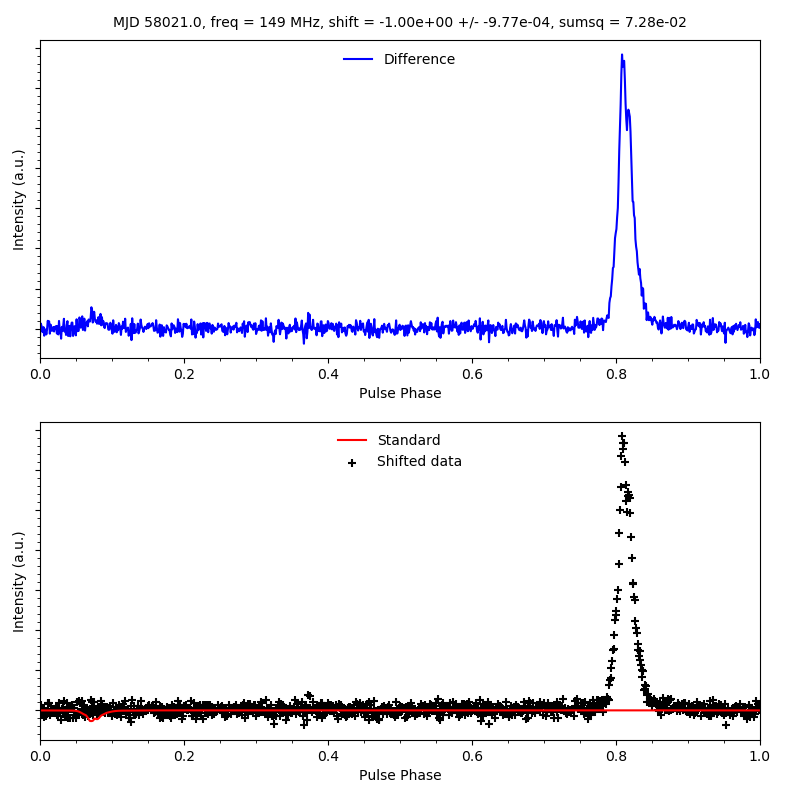 MJD 58021.0, freq = 149 MHz, shift = -1.00e+00 +/- -9.77e-04, sumsq = 7.28e-02
Difference
Intensity (a.u.)
0.0 0.2 0.4 0.6 0.8 1.0
Pulse Phase
Standard
Shifted data
Intensity (a.u.)
0.0 0.2 0.4 0.6 0.8 1.0
Pulse Phase